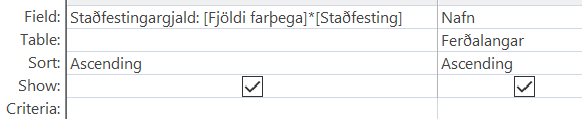 Field: Staðfestingargjald: [Fjöldi farþega]*[Staðfesting] Nafn
Table: Ferðalangar
Sort: Ascending Ascending
Show:
Criteria: